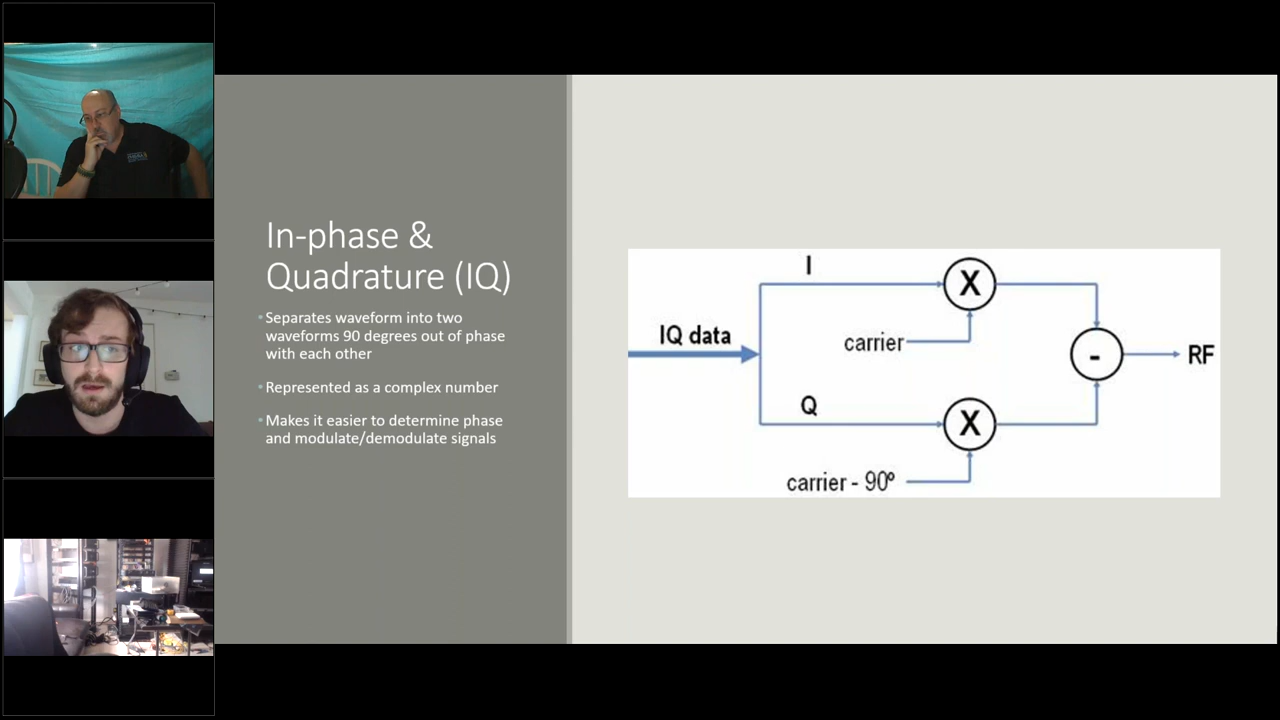 In-phase &
Quadrature (IQ)
Separates waveform into two
waveforms 90 degrees out of phase
with each other
Represented as a complex number
Makes it easier to determine phase
and modulate/demodulate signals
I
X
carrier
IQ data
-
RF
Q
X
carrier - 90º